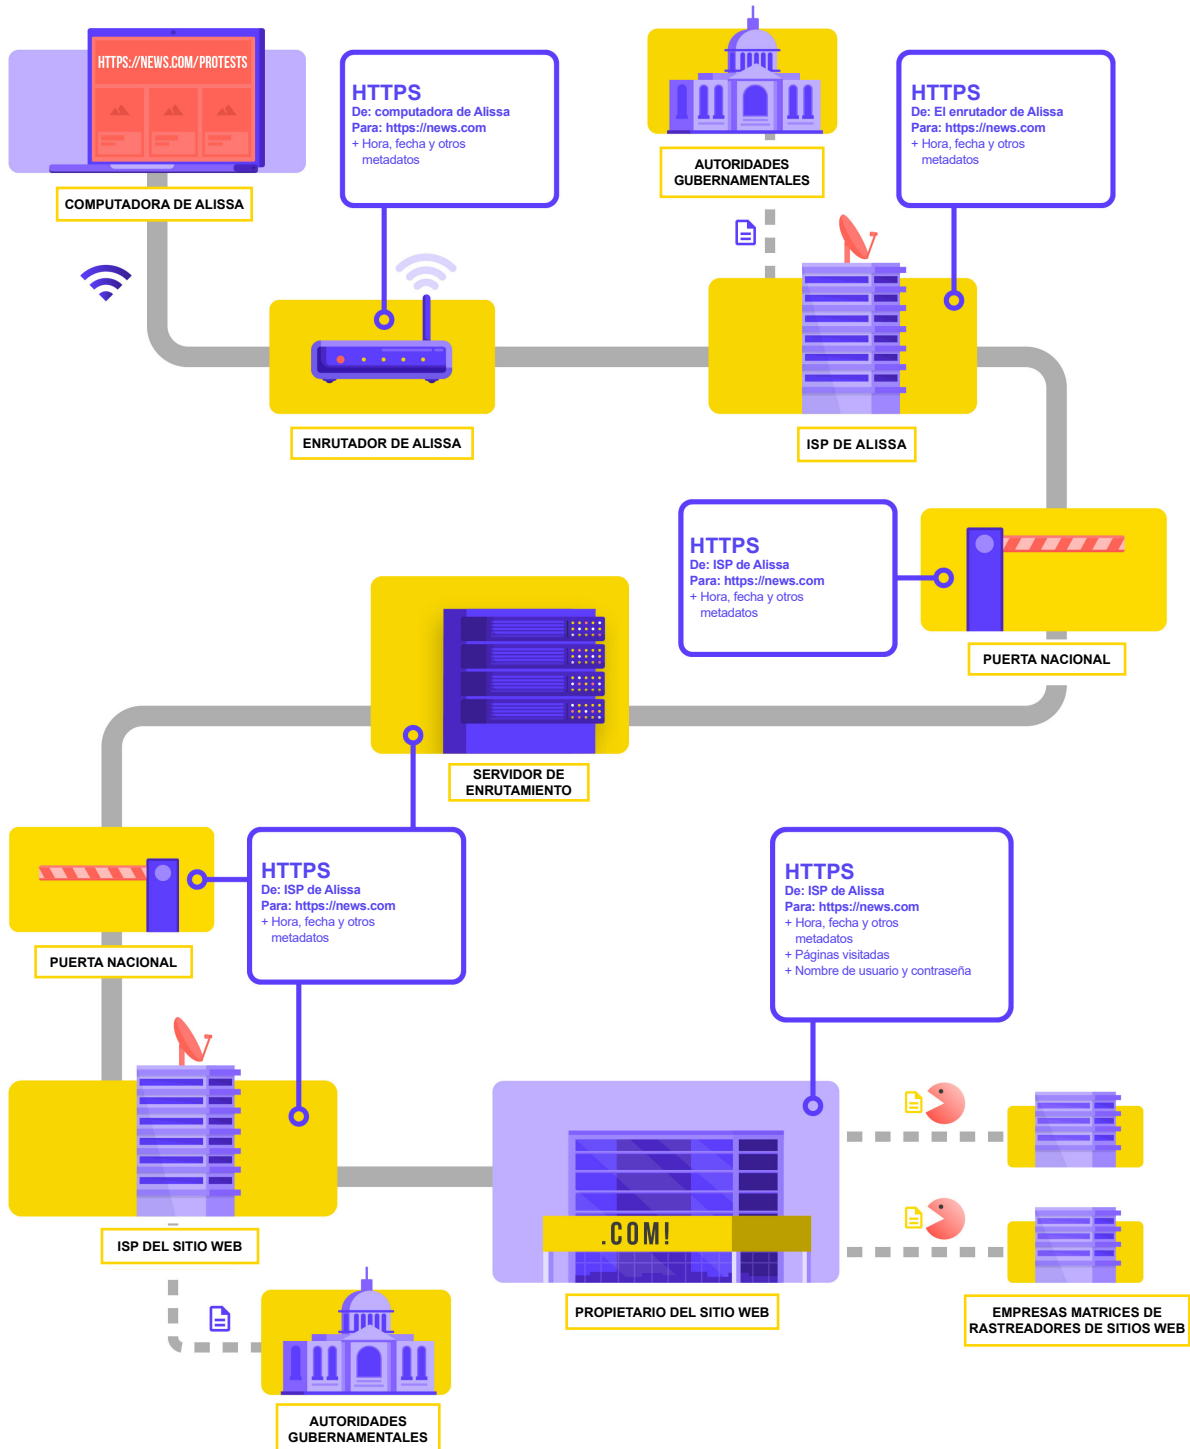 HTTPS://NEWS.COM/PROTESTS
COMPUTADORA DE ALISSA
HTTPS
De: computadora de Alissa
Para: https://news.com
+ Hora, fecha y otros
metadatos
AUTORIDADES
GUBERNAMENTALES
HTTPS
De: El enrutador de Alissa
Para: https://news.com
+ Hora, fecha y otros
metadatos
ENRUTADOR DE ALISSA
ISP DE ALISSA
HTTPS
De: ISP de Alissa
Para: https://news.com
+ Hora, fecha y otros
metadatos
PUERTA NACIONAL
SERVIDOR DE
ENRUTAMIENTO
HTTPS
De: ISP de Alissa
Para: https://news.com
+ Hora, fecha y otros
metadatos
PUERTA NACIONAL
HTTPS
De: ISP de Alissa
Para: https://news.com
+ Hora, fecha y otros
metadatos
+ Páginas visitadas
+ Nombre de usuario y contraseña
ISP DEL SITIO WEB
.COM!
PROPIETARIO DEL SITIO WEB
EMPRESAS MATRICES DE
RASTREADORES DE SITIOS WEB
AUTORIDADES
GUBERNAMENTALES